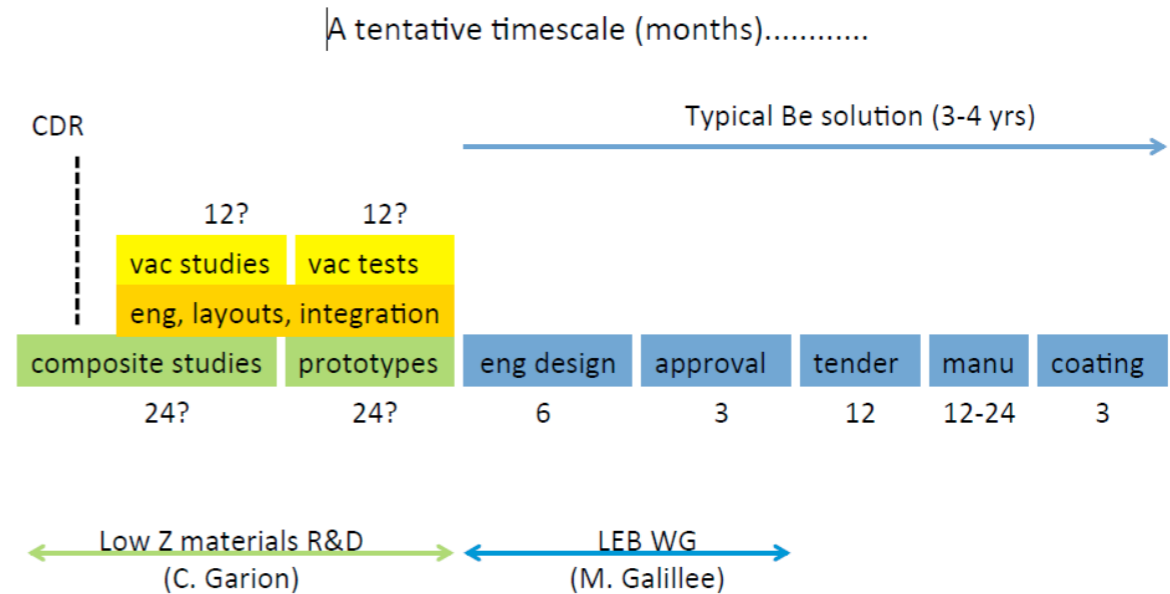 A tentative timescale (months)............
Typical Be solution (3-4 yrs)
CDR
12? 12?
vac studies vac tests
eng, layouts, integration
composite studies prototypes eng design approval tender manu coating
24? 24? 6 3 12 12-24 3
Low Z materials R&D LEB WG
(C. Garion) (M. Galillee)